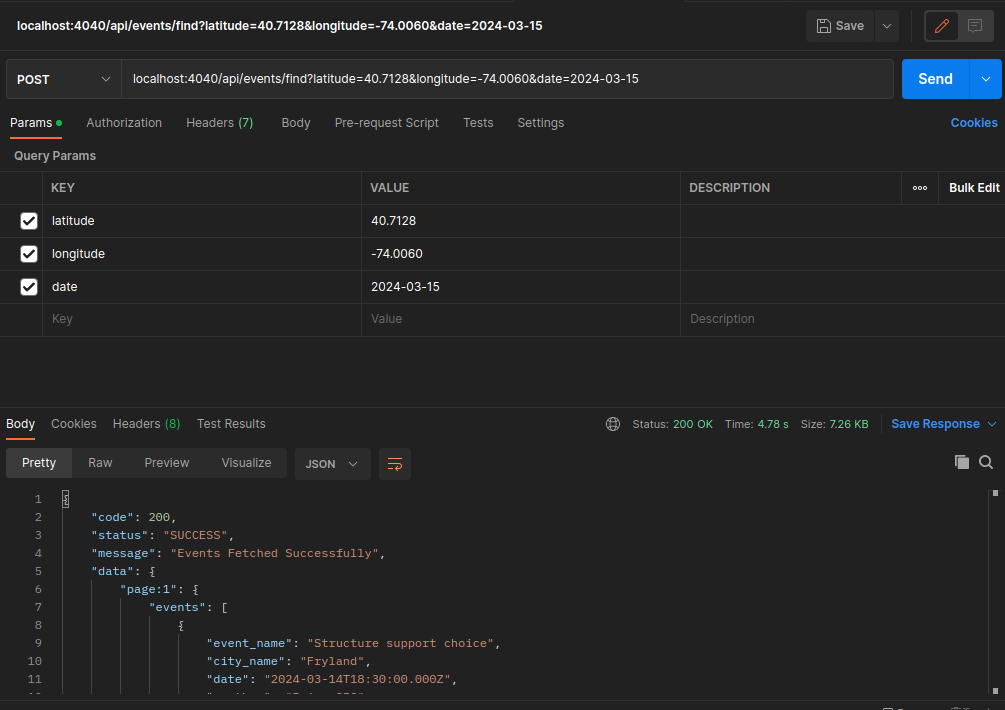 localhost:4040/api/events/find?latitude=40.7128&longitude=-74.0060&date=2024-03-15
Save
POST localhost:4040/api/events/find?latitude=40.7128&longitude=-74.0060&date=2024-03-15 Send
Params Authorization Headers (7) Body Pre-request Script Tests Settings Cookies
Query Params
KEY VALUE DESCRIPTION Bulk Edit
latitude 40.7128
longitude -74.0060
date 2024-03-15
Key Value Description
Body Cookies Headers (8) Test Results Status: 200 OK Time: 4.78 s Size: 7.26 KB Save Response
Pretty Raw Preview Visualize JSON
1 {
2 "code": 200,
3 "status": "SUCCESS",
4 "message": "Events Fetched Successfully",
5 "data": {
6 "page:1": {
7 "events": [
8 {
9 "event_name": "Structure support choice",
10 "city_name": "Fryland",
11 "date": "2024-03-14T18:30:00.000Z",